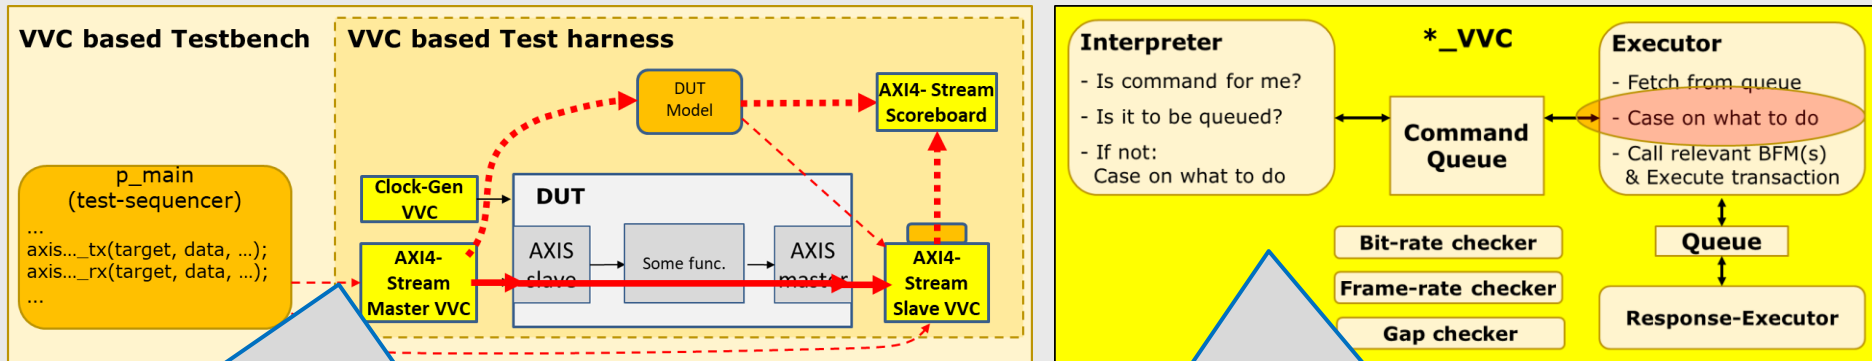 VVC based Testbench
VVC based Test harness
DUT
Model
AXI4- Stream
Scoreboard
p_main
(test-sequencer)
...
axis..._tx(target, data, ...);
axis..._rx(target, data, ...);
...
Clock-Gen
VVC
DUT
AXI4-
Stream
Master VVC
AXIS
slave
Some func.
AXIS
master
AXI4-
Stream
Slave VVC
*_VVC
Interpreter
- Is command for me?
- Is it to be queued?
- If not:
Case on what to do
Command
Queue
Executor
- Fetch from queue
- Case on what to do
- Call relevant BFM(s)
& Execute transaction
Bit-rate checker
Frame-rate checker
Gap checker
Queue
Response-Executor